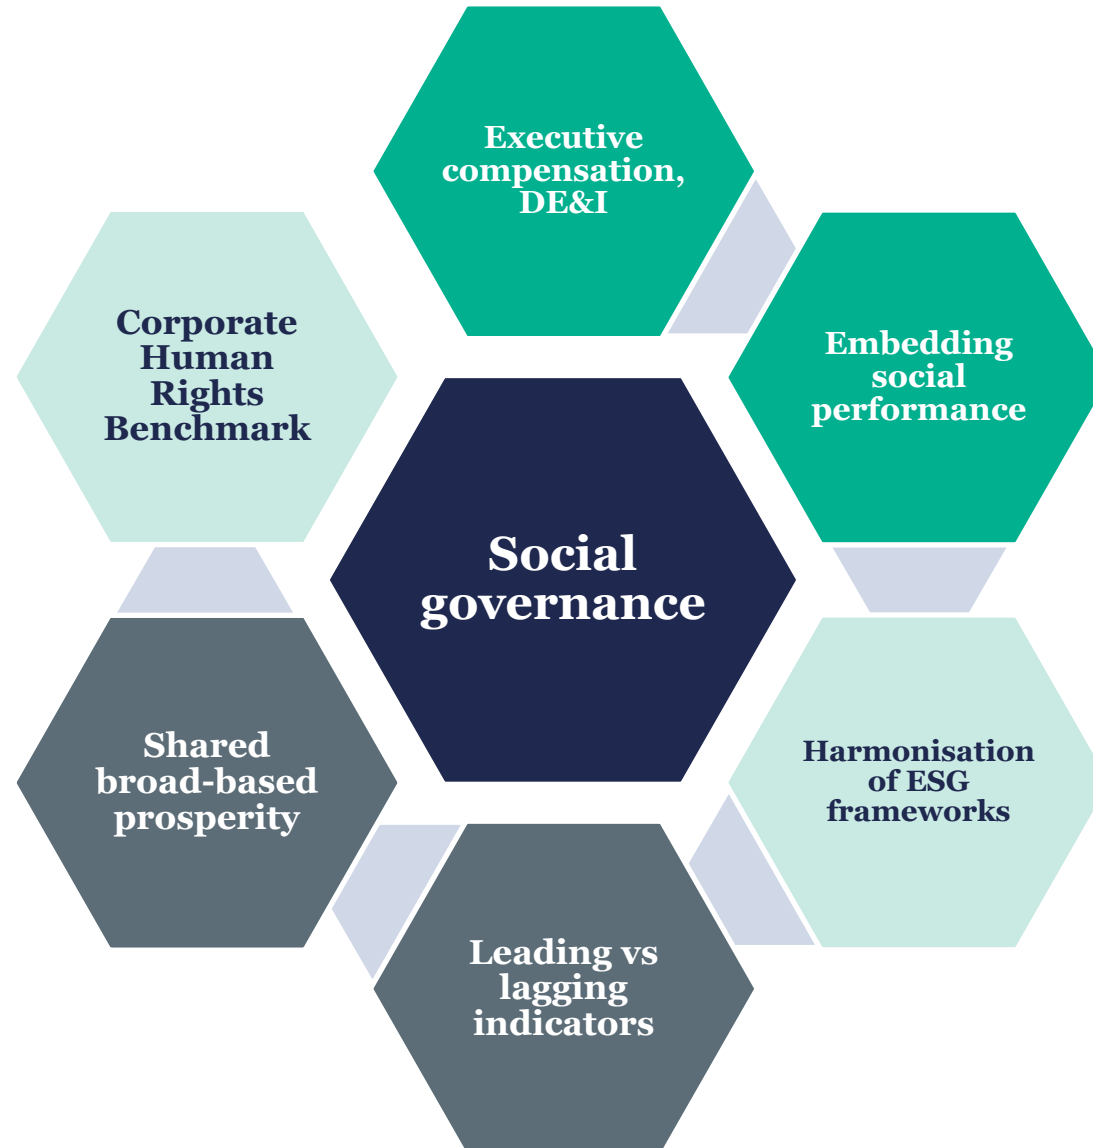 Executive
compensation,
DE&I
Embedding
social
performance
Harmonisation
of ESG
frameworks
Leading vs
lagging
indicators
Shared
broad-based
prosperity
Corporate
Human
Rights
Benchmark
Social
governance